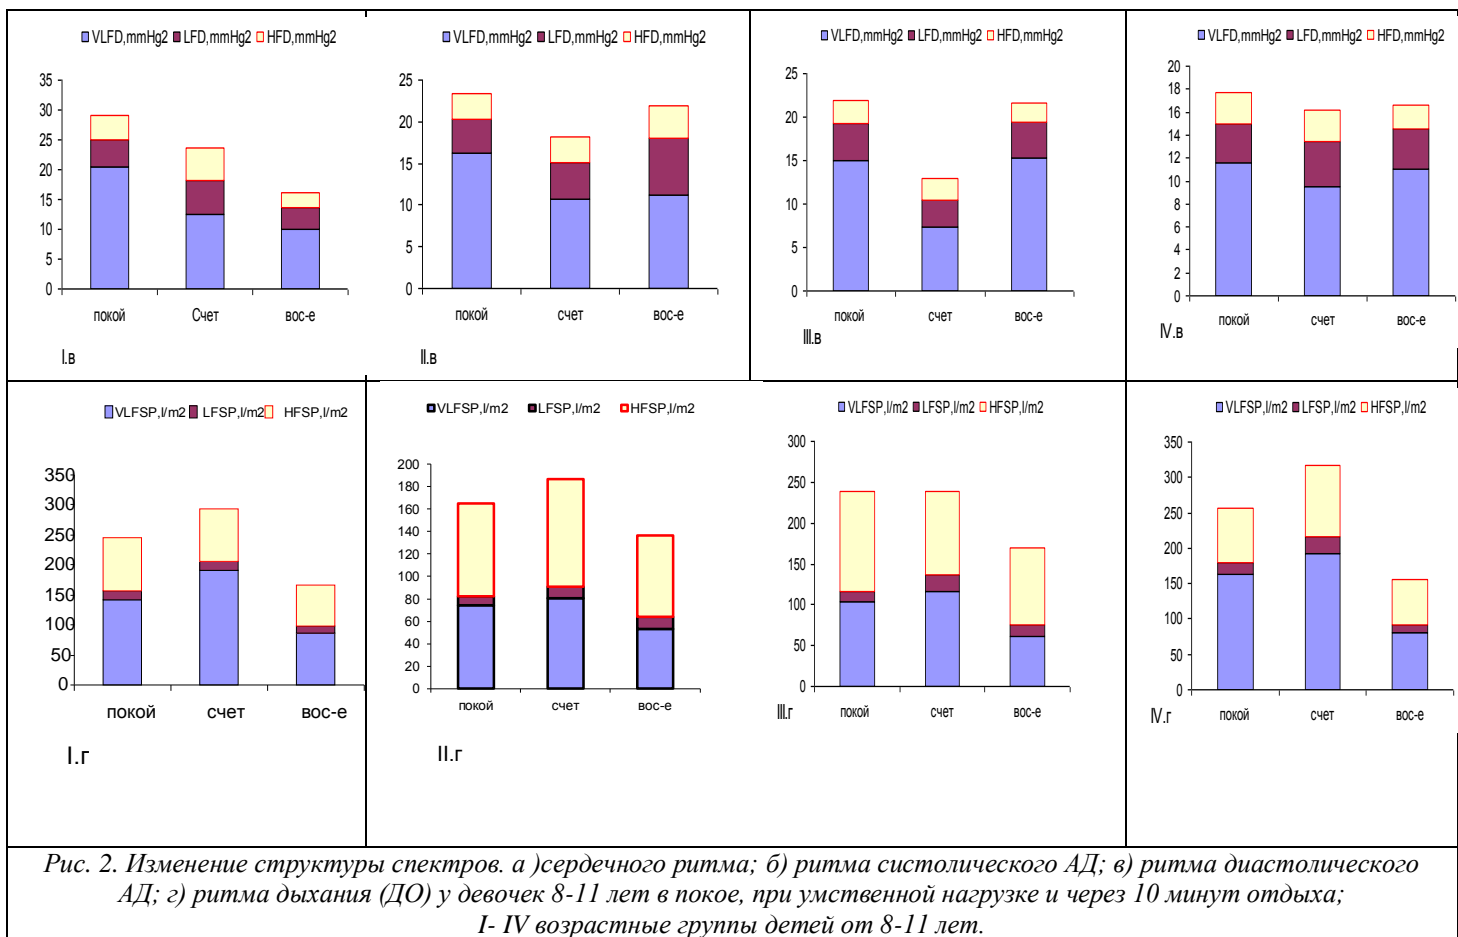 VLFD,mmHg2 LFD,mmHg2 HFD,mmHg2
35
30
25
20
15
10
5
0
покой Счет вос-е
I.в
VLFD,mmHg2 LFD,mmHg2 HFD,mmHg2
25
20
15
10
5
0
покой счет вос-е
II.в
VLFD,mmHg2 LFD,mmHg2 HFD,mmHg2
25
20
15
10
5
0
покой счет вос-е
III.в
VLFD,mmHg2 LFD,mmHg2 HFD,mmHg2
20
18
16
14
12
10
8
6
4
2
0
покой счет вос-е
IV.в
VLFSP,l/m2 LFSP,l/m2 HFSP,l/m2
350
300
250
200
150
100
50
0
покой счет вос-е
I.г
VLFSP,l/m2 LFSP,l/m2 HFSP,l/m2
200
180
160
140
120
100
80
60
40
20
0
покой счет вос-е
II.г
VLFSP,l/m2 LFSP,l/m2 HFSP,l/m2
300
250
200
150
100
50
0
покой счет вос-е
III.г
VLFSP,l/m2 LFSP,l/m2 HFSP,l/m2
350
300
250
200
150
100
50
0
покой счет вос-е
IV.г
Рис. 2. Изменение структуры спектров. а )сердечного ритма; б) ритма систолического АД; в) ритма диастолического
АД; г) ритма дыхания (ДО) у девочек 8-11 лет в покое, при умственной нагрузке и через 10 минут отдыха;
I- IV возрастные группы детей от 8-11 лет.